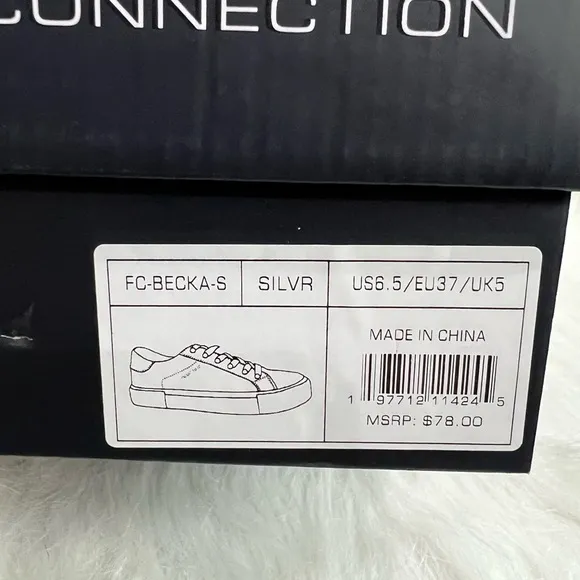 CONNECTION
FC-BECKA-S SILVR US6.5/EU37/UK5
MADE IN CHINA
1 97712 11424 5
MSRP: $78.00